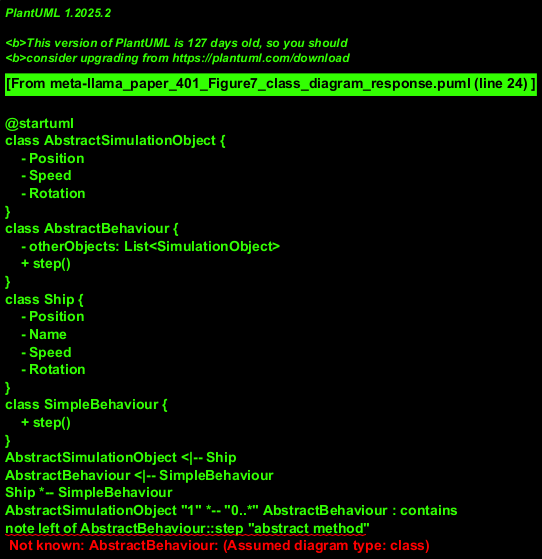 PlantUML 1.2025.2
<b>This version of PlantUML is 127 days old, so you should
<b>consider upgrading from https://plantuml.com/download
[From meta-llama_paper_401_Figure7_class_diagram_response.puml (line 24) ]
@startuml
class AbstractSimulationObject {
- Position
- Speed
- Rotation
}
class AbstractBehaviour {
- otherObjects: List<SimulationObject>
+ step()
}
class Ship {
- Position
- Name
- Speed
- Rotation
}
class SimpleBehaviour {
+ step()
}
AbstractSimulationObject <|-- Ship
AbstractBehaviour <|-- SimpleBehaviour
Ship *-- SimpleBehaviour
AbstractSimulationObject "1" *-- "0..*" AbstractBehaviour : contains
note left of AbstractBehaviour::step "abstract method"
Not known: AbstractBehaviour: (Assumed diagram type: class)